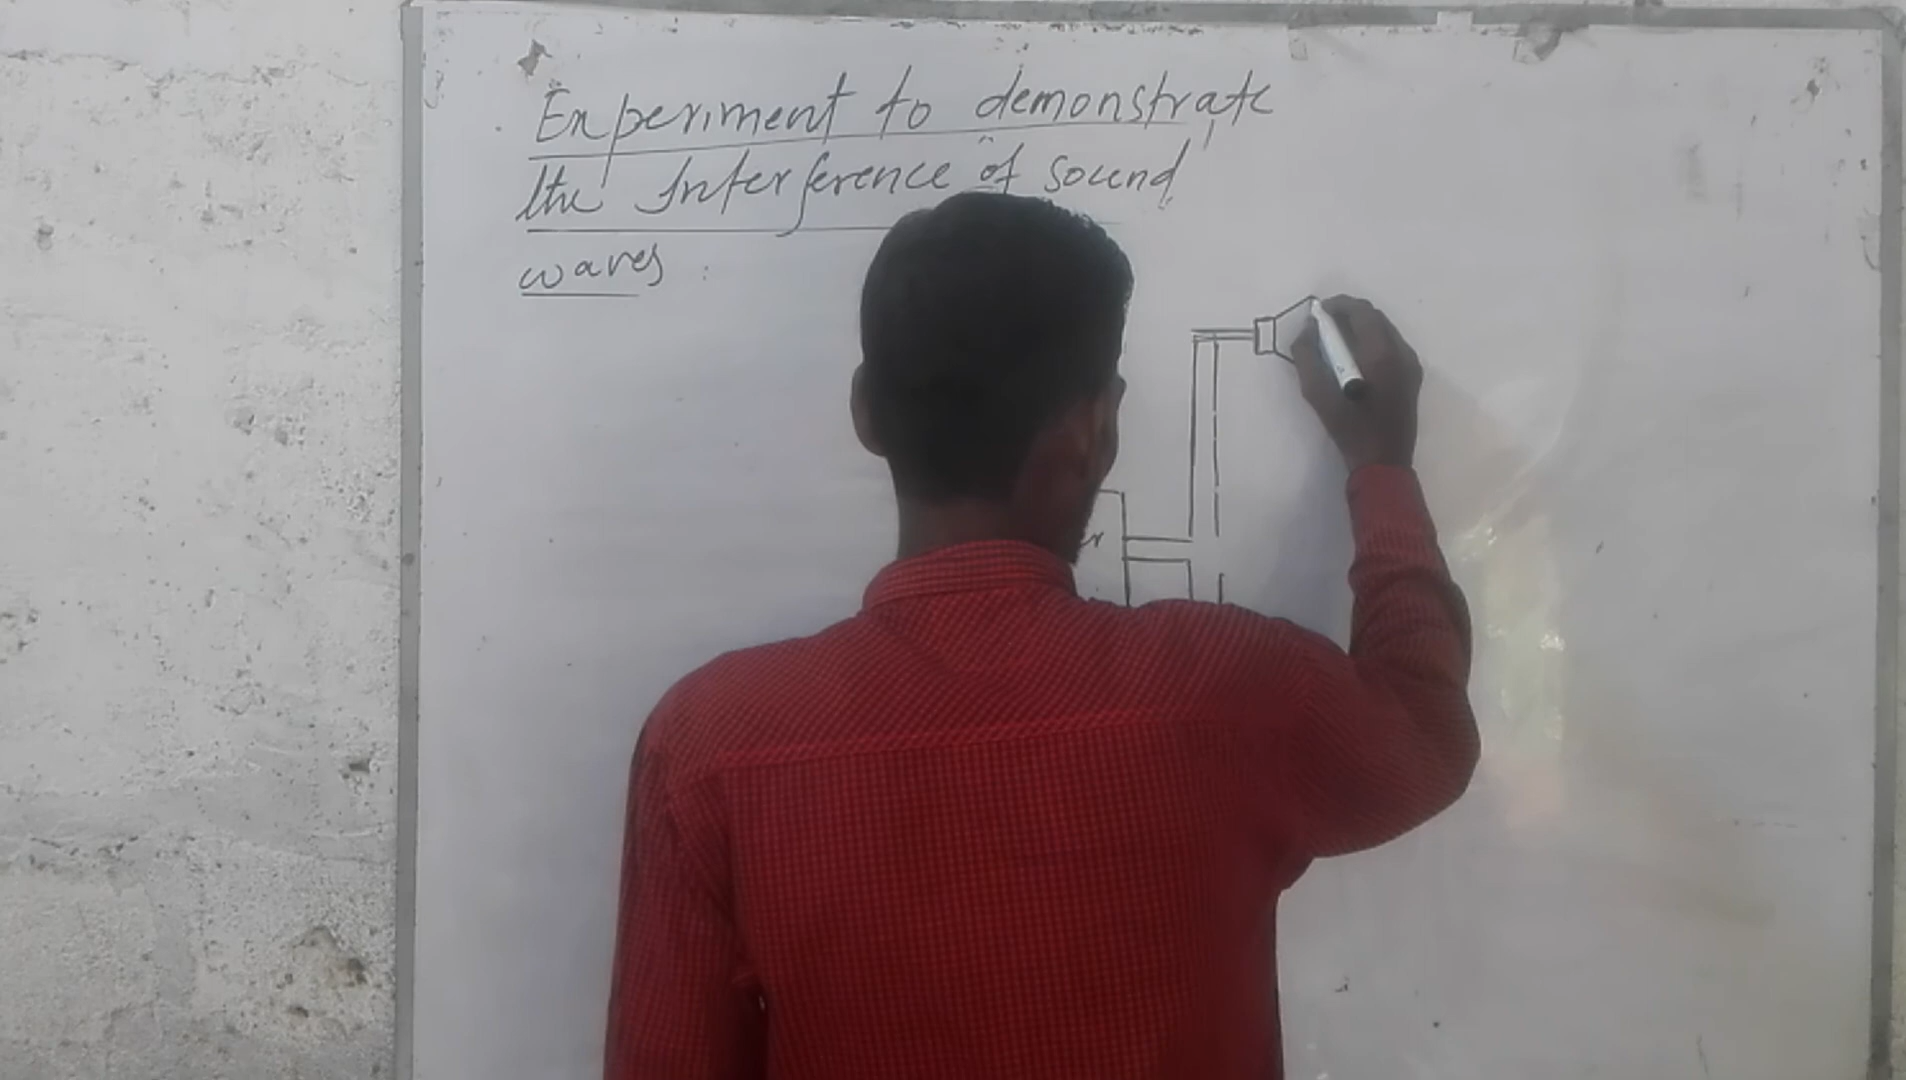 Experiment to demonstrate
the Interference of sound
waves :